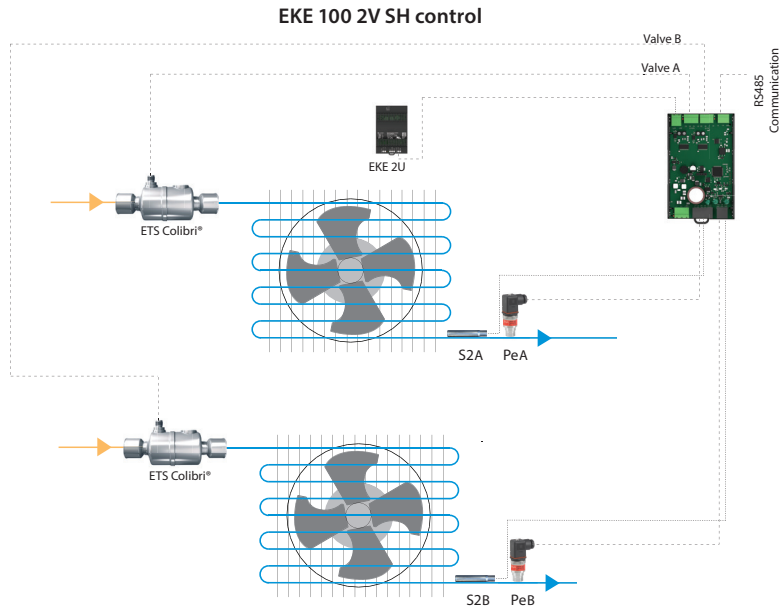 EKE 100 2V SH control
Valve B
Valve A
RS485
Communication
EKE 2U
ETS Colibri®
S2A
PeA
ETS Colibri®
S2B
PeB